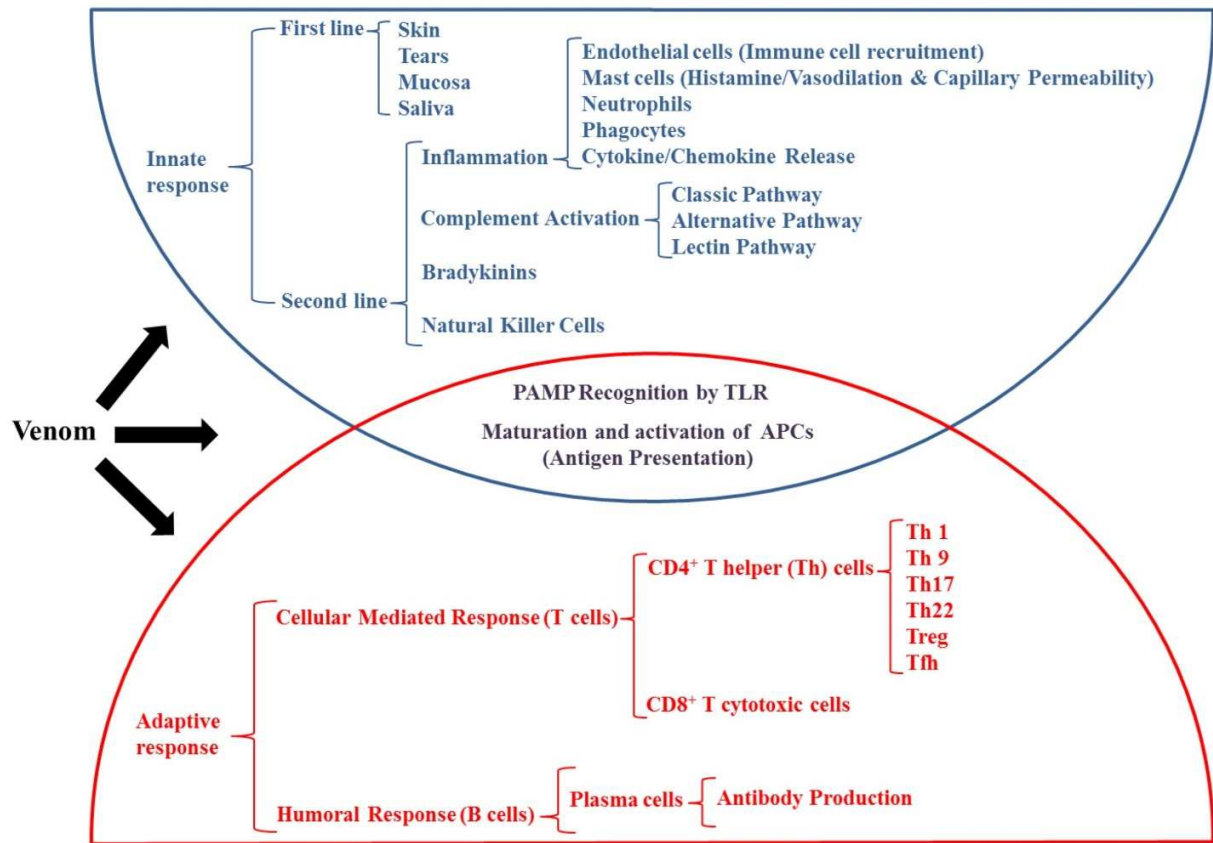 First line
Skin
Tears
Mucosa
Saliva
Innate
response
Second line
Inflammation
Endothelial cells (Immune cell recruitment)
Mast cells (Histamine/Vasodilation & Capillary Permeability)
Neutrophils
Phagocytes
Cytokine/Chemokine Release
Complement Activation
Classic Pathway
Alternative Pathway
Lectin Pathway
Bradykinins
Natural Killer Cells
Venom
PAMP Recognition by TLR
Maturation and activation of APCs
(Antigen Presentation)
Adaptive
response
Cellular Mediated Response (T cells)
CD4⁺ T helper (Th) cells
Th 1
Th 9
Th17
Th22
Treg
Tfh
CD8⁺ T cytotoxic cells
Humoral Response (B cells)
Plasma cells
Antibody Production